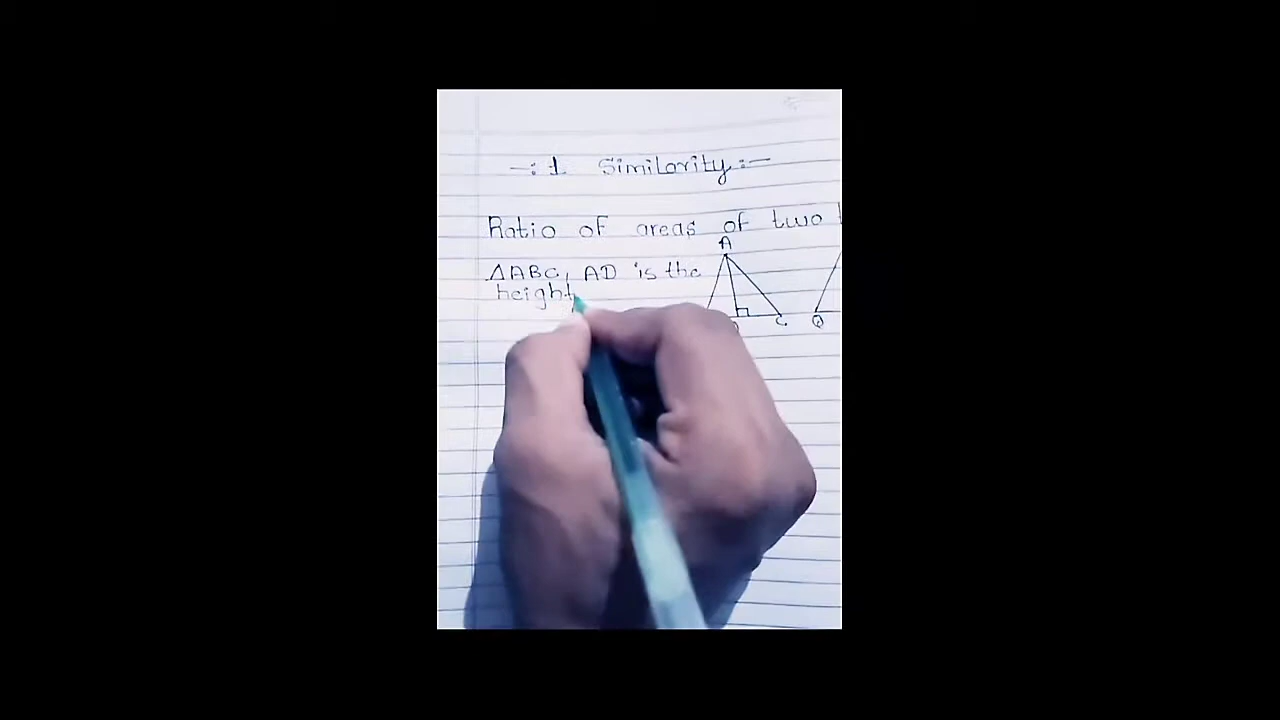 -: 1 Similarity :-
Ratio of areas of two
A
ΔABC, AD is the
height
C Q